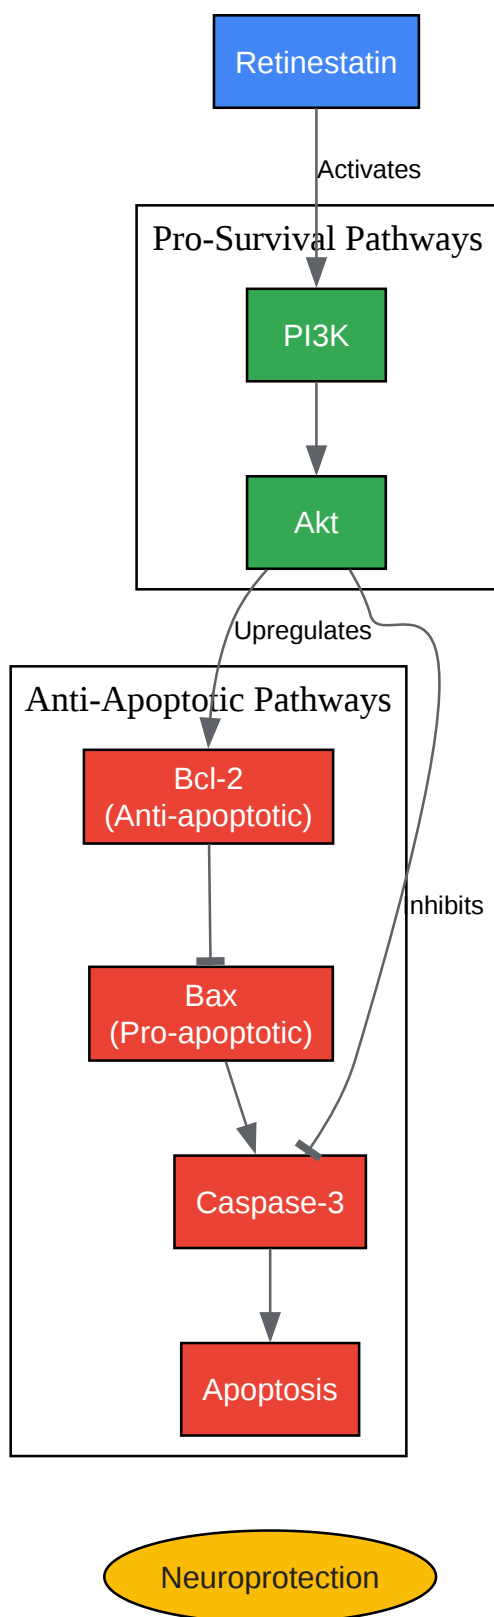 Retinestatin
Activates
Pro-Survival Pathways
PI3K
Akt
Upregulates
Anti-Apoptotic Pathways
Bcl-2
(Anti-apoptotic)
Inhibits
Bax
(Pro-apoptotic)
Caspase-3
Apoptosis
Neuroprotection